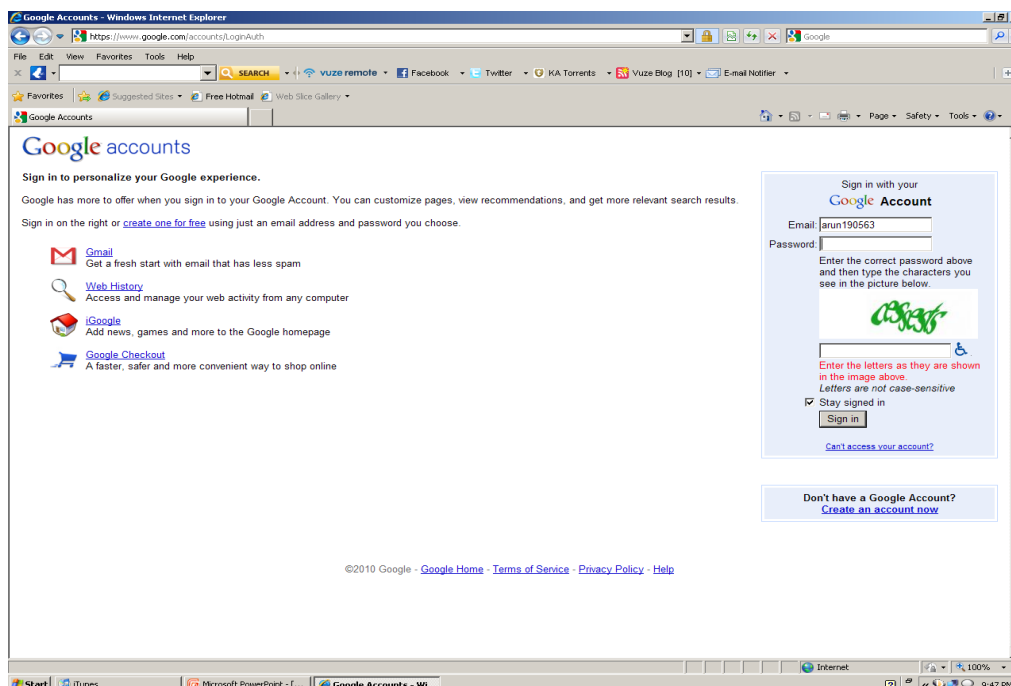 Google Accounts - Windows Internet Explorer
https://www.google.com/accounts/LoginAuth
Google
File Edit View Favorites Tools Help
SEARCH vuze remote Facebook Twitter KA Torrents Vuze Blog [10] E-mail Notifier
Favorites Suggested Sites Free Hotmail Web Slice Gallery
Google Accounts
Page Safety Tools
Google accounts
Sign in to personalize your Google experience.
Google has more to offer when you sign in to your Google Account. You can customize pages, view recommendations, and get more relevant search results.
Sign in on the right or create one for free using just an email address and password you choose.
Gmail
Get a fresh start with email that has less spam
Web History
Access and manage your web activity from any computer
iGoogle
Add news, games and more to the Google homepage
Google Checkout
A faster, safer and more convenient way to shop online
Sign in with your
Google Account
Email: arun190563
Password:
Enter the correct password above
and then type the characters you
see in the picture below.
Enter the letters as they are shown
in the image above.
Letters are not case-sensitive
Stay signed in
Sign in
Can't access your account?
Don't have a Google Account?
Create an account now
©2010 Google - Google Home - Terms of Service - Privacy Policy - Help
Internet 100%
Start iTunes Microsoft PowerPoint - [... Google Accounts - Wi... 9:47 PM